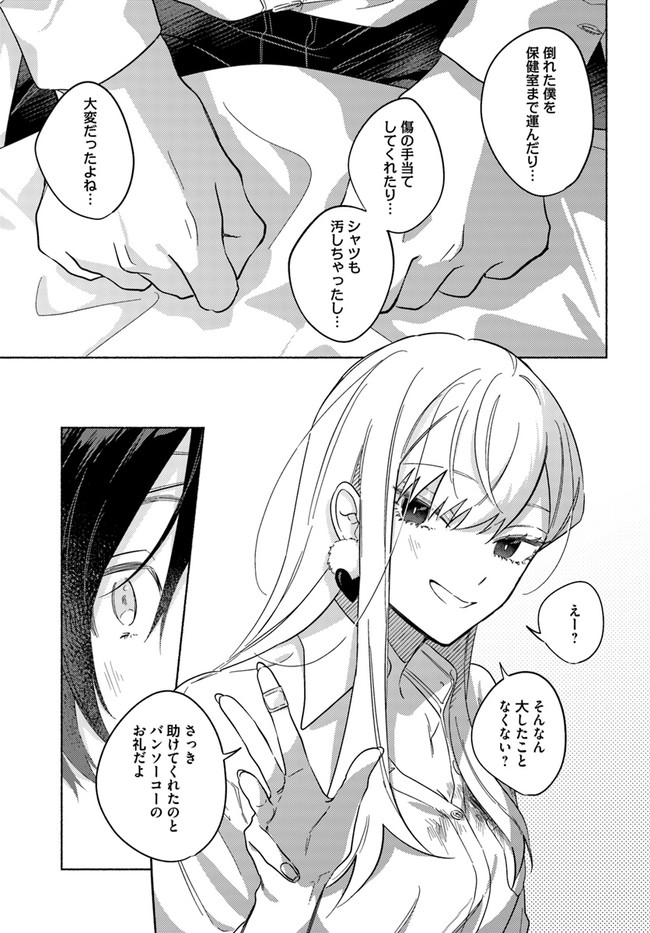 倒れた僕を
保健室まで運んだり…
傷の手当て
してくれたり…
シャツも
汚しちゃったし…
大変だったよね…
えー？
そんなん
大したこと
なくない？
さっき
助けてくれたのと
バンソーコーの
お礼だよ